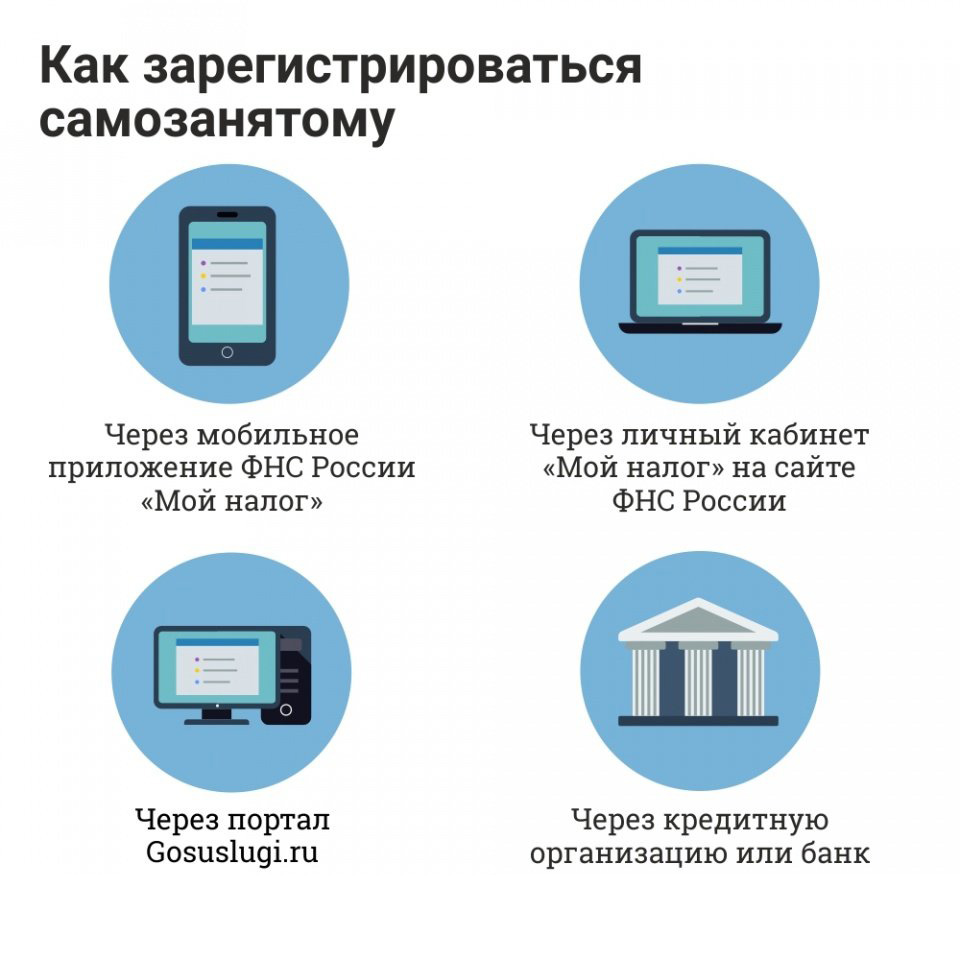 Как зарегистрироваться
самозанятому
Через мобильное
приложение ФНС России
«Мой налог»
Через личный кабинет
«Мой налог» на сайте
ФНС России
Через портал
Gosuslugi.ru
Через кредитную
организацию или банк